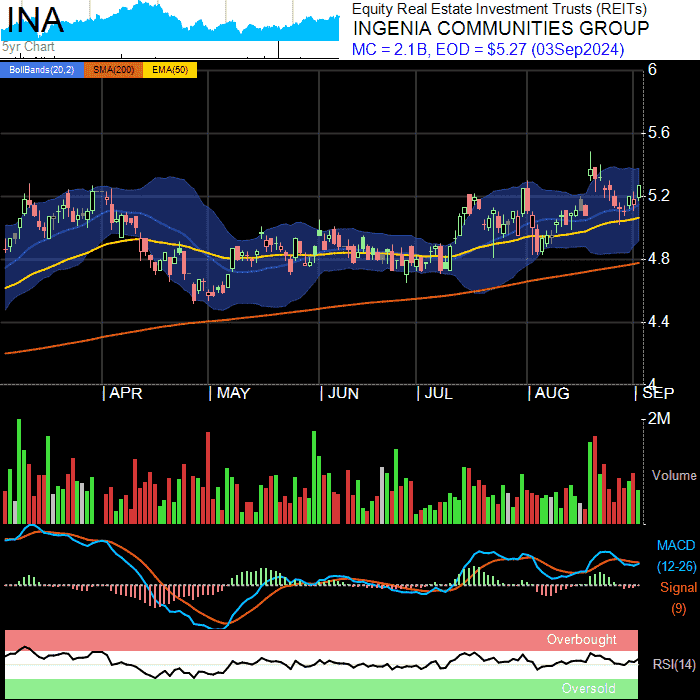 INA
5yr Chart
Equity Real Estate Investment Trusts (REITs)
INGENIA COMMUNITIES GROUP
MC = 2.1B, EOD = $5.27 (03Sep2024)
BollBands(20,2) SMA(200) EMA(50)
6
5.6
5.2
4.8
4.4
4
APR MAY JUN JUL AUG SEP
2M
Volume
MACD
(12-26)
Signal
(9)
Overbought
RSI(14)
Oversold